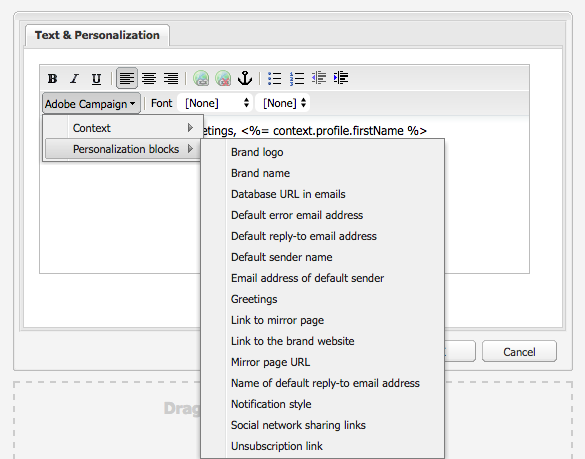 Text & Personalization
B I U
Adobe Campaign Font [None] [None]
Context etings, <%= context.profile.firstName %>
Personalization blocks
Brand logo
Brand name
Database URL in emails
Default error email address
Default reply-to email address
Default sender name
Email address of default sender
Greetings
Link to mirror page
Link to the brand website
Cancel
Mirror page URL
Name of default reply-to email address
Notification style
Drag
Social network sharing links
Unsubscription link